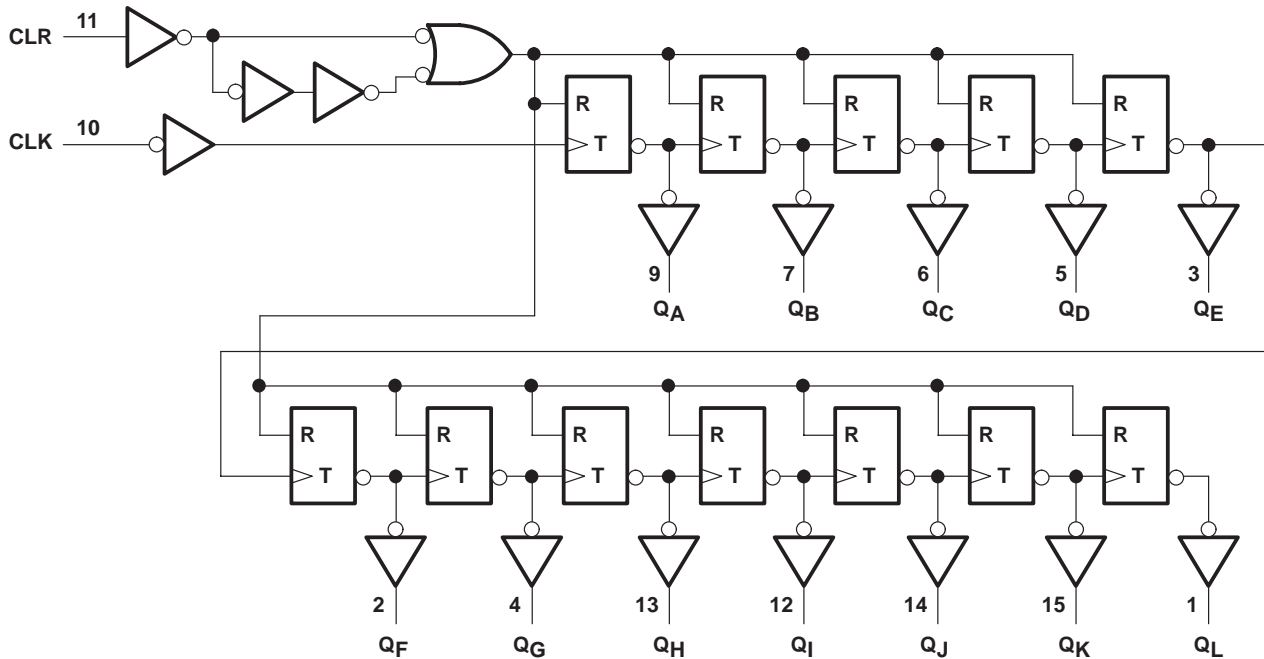 CLR 11
CLK 10
R R R R R
T T T T T
9 7 6 5 3
QA QB QC QD QE
R R R R R R R
T T T T T T T
2 4 13 12 14 15 1
QF QG QH QI QJ QK QL